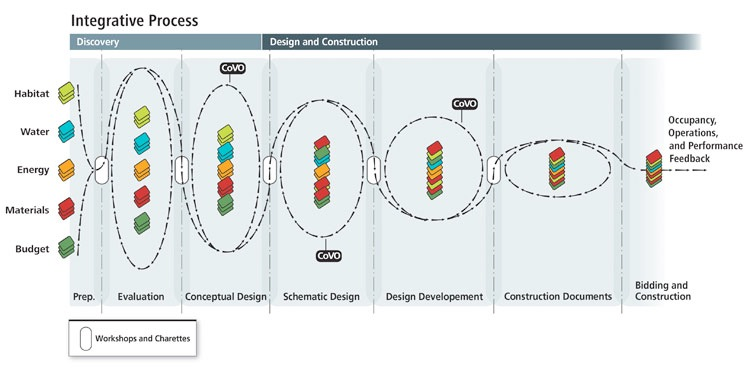 Integrative Process
Discovery
Design and Construction
CoVO
CoVO
CoVO
Habitat
Water
Energy
Materials
Budget
Occupancy,
Operations,
and Performance
Feedback
Prep.
Evaluation
Conceptual Design
Schematic Design
Design Developement
Construction Documents
Bidding and
Construction
Workshops and Charettes